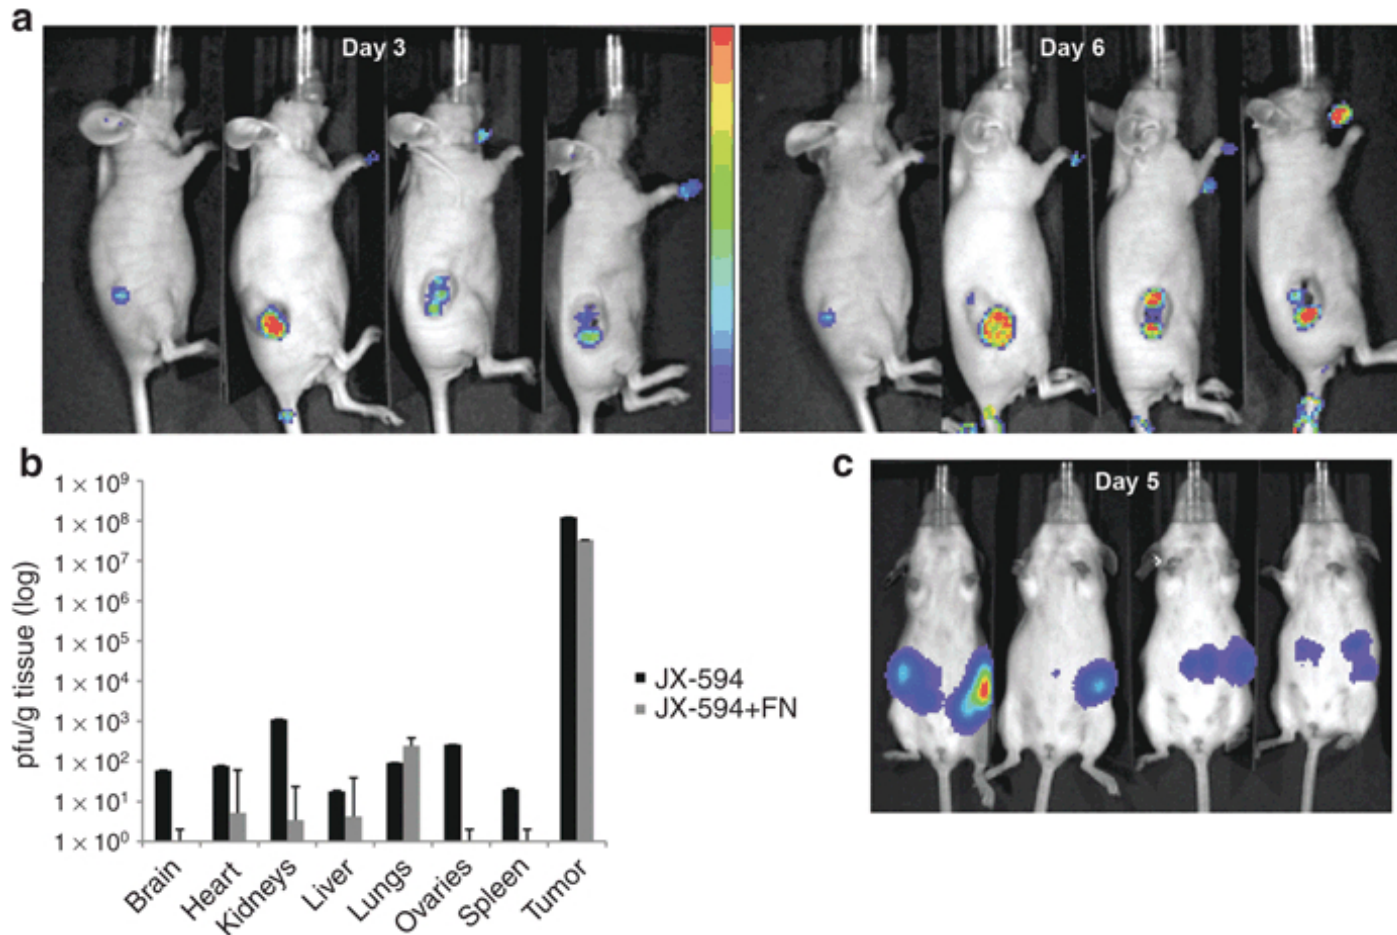 a
Day 3
Day 6
b
1 × 10⁹
1 × 10⁸
1 × 10⁷
1 × 10⁶
1 × 10⁵
1 × 10⁴
1 × 10³
1 × 10²
1 × 10¹
1 × 10⁰
pfu/g tissue (log)
Brain
Heart
Kidneys
Liver
Lungs
Ovaries
Spleen
Tumor
JX-594
JX-594+FN
c
Day 5